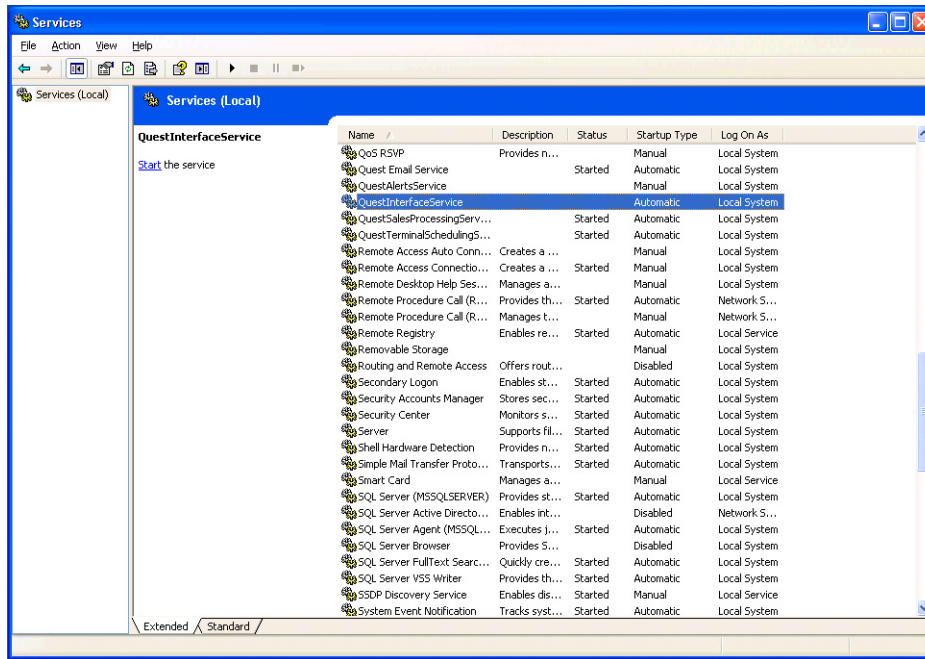 Services
File Action View Help
Services (Local)
Services (Local)
QuestInterfaceService
Start the service
Name Description Status Startup Type Log On As
QoS RSVP Provides n... Manual Local System
Quest Email Service Started Automatic Local System
QuestAlertsService Manual Local System
QuestInterfaceService Automatic Local System
QuestSalesProcessingServ... Started Automatic Local System
QuestTerminalSchedulingS... Started Automatic Local System
Remote Access Auto Conn... Creates a ... Manual Local System
Remote Access Connectio... Creates a ... Started Manual Local System
Remote Desktop Help Ses... Manages a... Manual Local System
Remote Procedure Call (R... Provides th... Started Automatic Network S...
Remote Procedure Call (R... Manages t... Manual Network S...
Remote Registry Enables re... Started Automatic Local Service
Removable Storage Manual Local System
Routing and Remote Access Offers rout... Disabled Local System
Secondary Logon Enables st... Started Automatic Local System
Security Accounts Manager Stores sec... Started Automatic Local System
Security Center Monitors s... Started Automatic Local System
Server Supports fil... Started Automatic Local System
Shell Hardware Detection Provides n... Started Automatic Local System
Simple Mail Transfer Proto... Transports... Started Automatic Local System
Smart Card Manages a... Manual Local Service
SQL Server (MSSQLSERVER) Provides st... Started Automatic Local System
SQL Server Active Directo... Enables int... Disabled Network S...
SQL Server Agent (MSSQL... Executes j... Started Automatic Local System
SQL Server Browser Provides S... Disabled Local System
SQL Server FullText Searc... Quickly cre... Started Automatic Local System
SQL Server VSS Writer Provides th... Started Automatic Local System
SSDP Discovery Service Enables dis... Started Manual Local Service
System Event Notification Tracks syst... Started Automatic Local System
Extended Standard